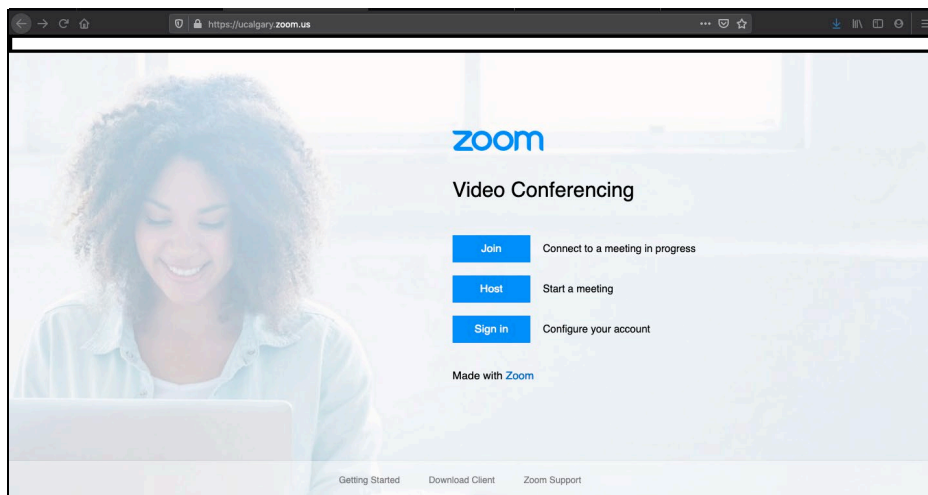 https://ucalgary.zoom.us
zoom
Video Conferencing
Join Connect to a meeting in progress
Host Start a meeting
Sign in Configure your account
Made with Zoom
Getting Started Download Client Zoom Support